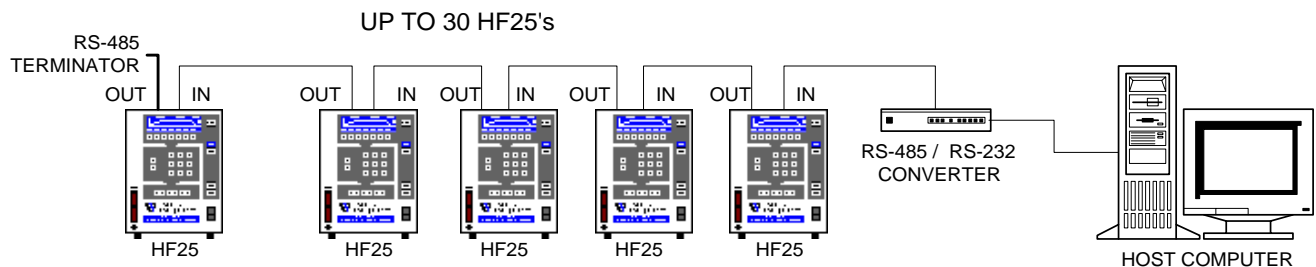 UP TO 30 HF25's
RS-485
TERMINATOR
OUT IN OUT IN OUT IN OUT IN OUT IN
RS-485 / RS-232
CONVERTER
HF25 HF25 HF25 HF25 HF25
HOST COMPUTER